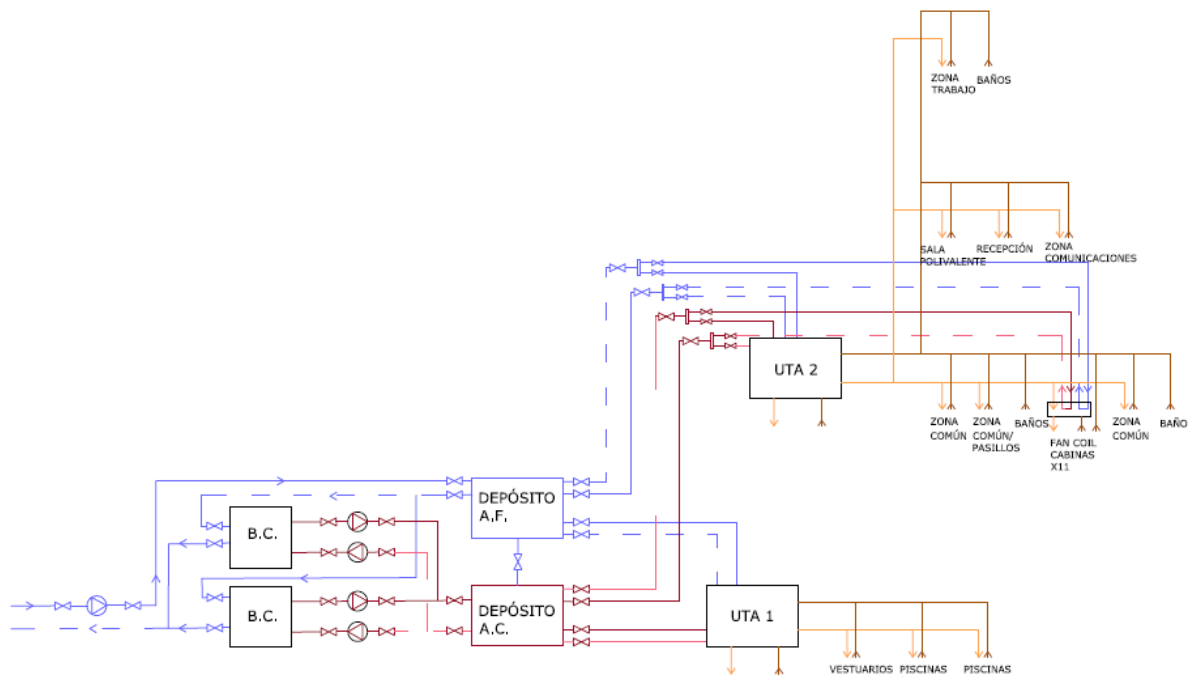 ZONA
TRABAJO
BAÑOS
SALA
POLIVALENTE
RECEPCIÓN
ZONA
COMUNICACIONES
UTA 2
ZONA
COMÚN
ZONA
COMÚN/
PASILLOS
BAÑOS
FAN COIL
CABINAS
X11
ZONA
COMÚN
BAÑO
DEPÓSITO
A.F.
B.C.
B.C.
DEPÓSITO
A.C.
UTA 1
VESTUARIOS
PISCINAS
PISCINAS